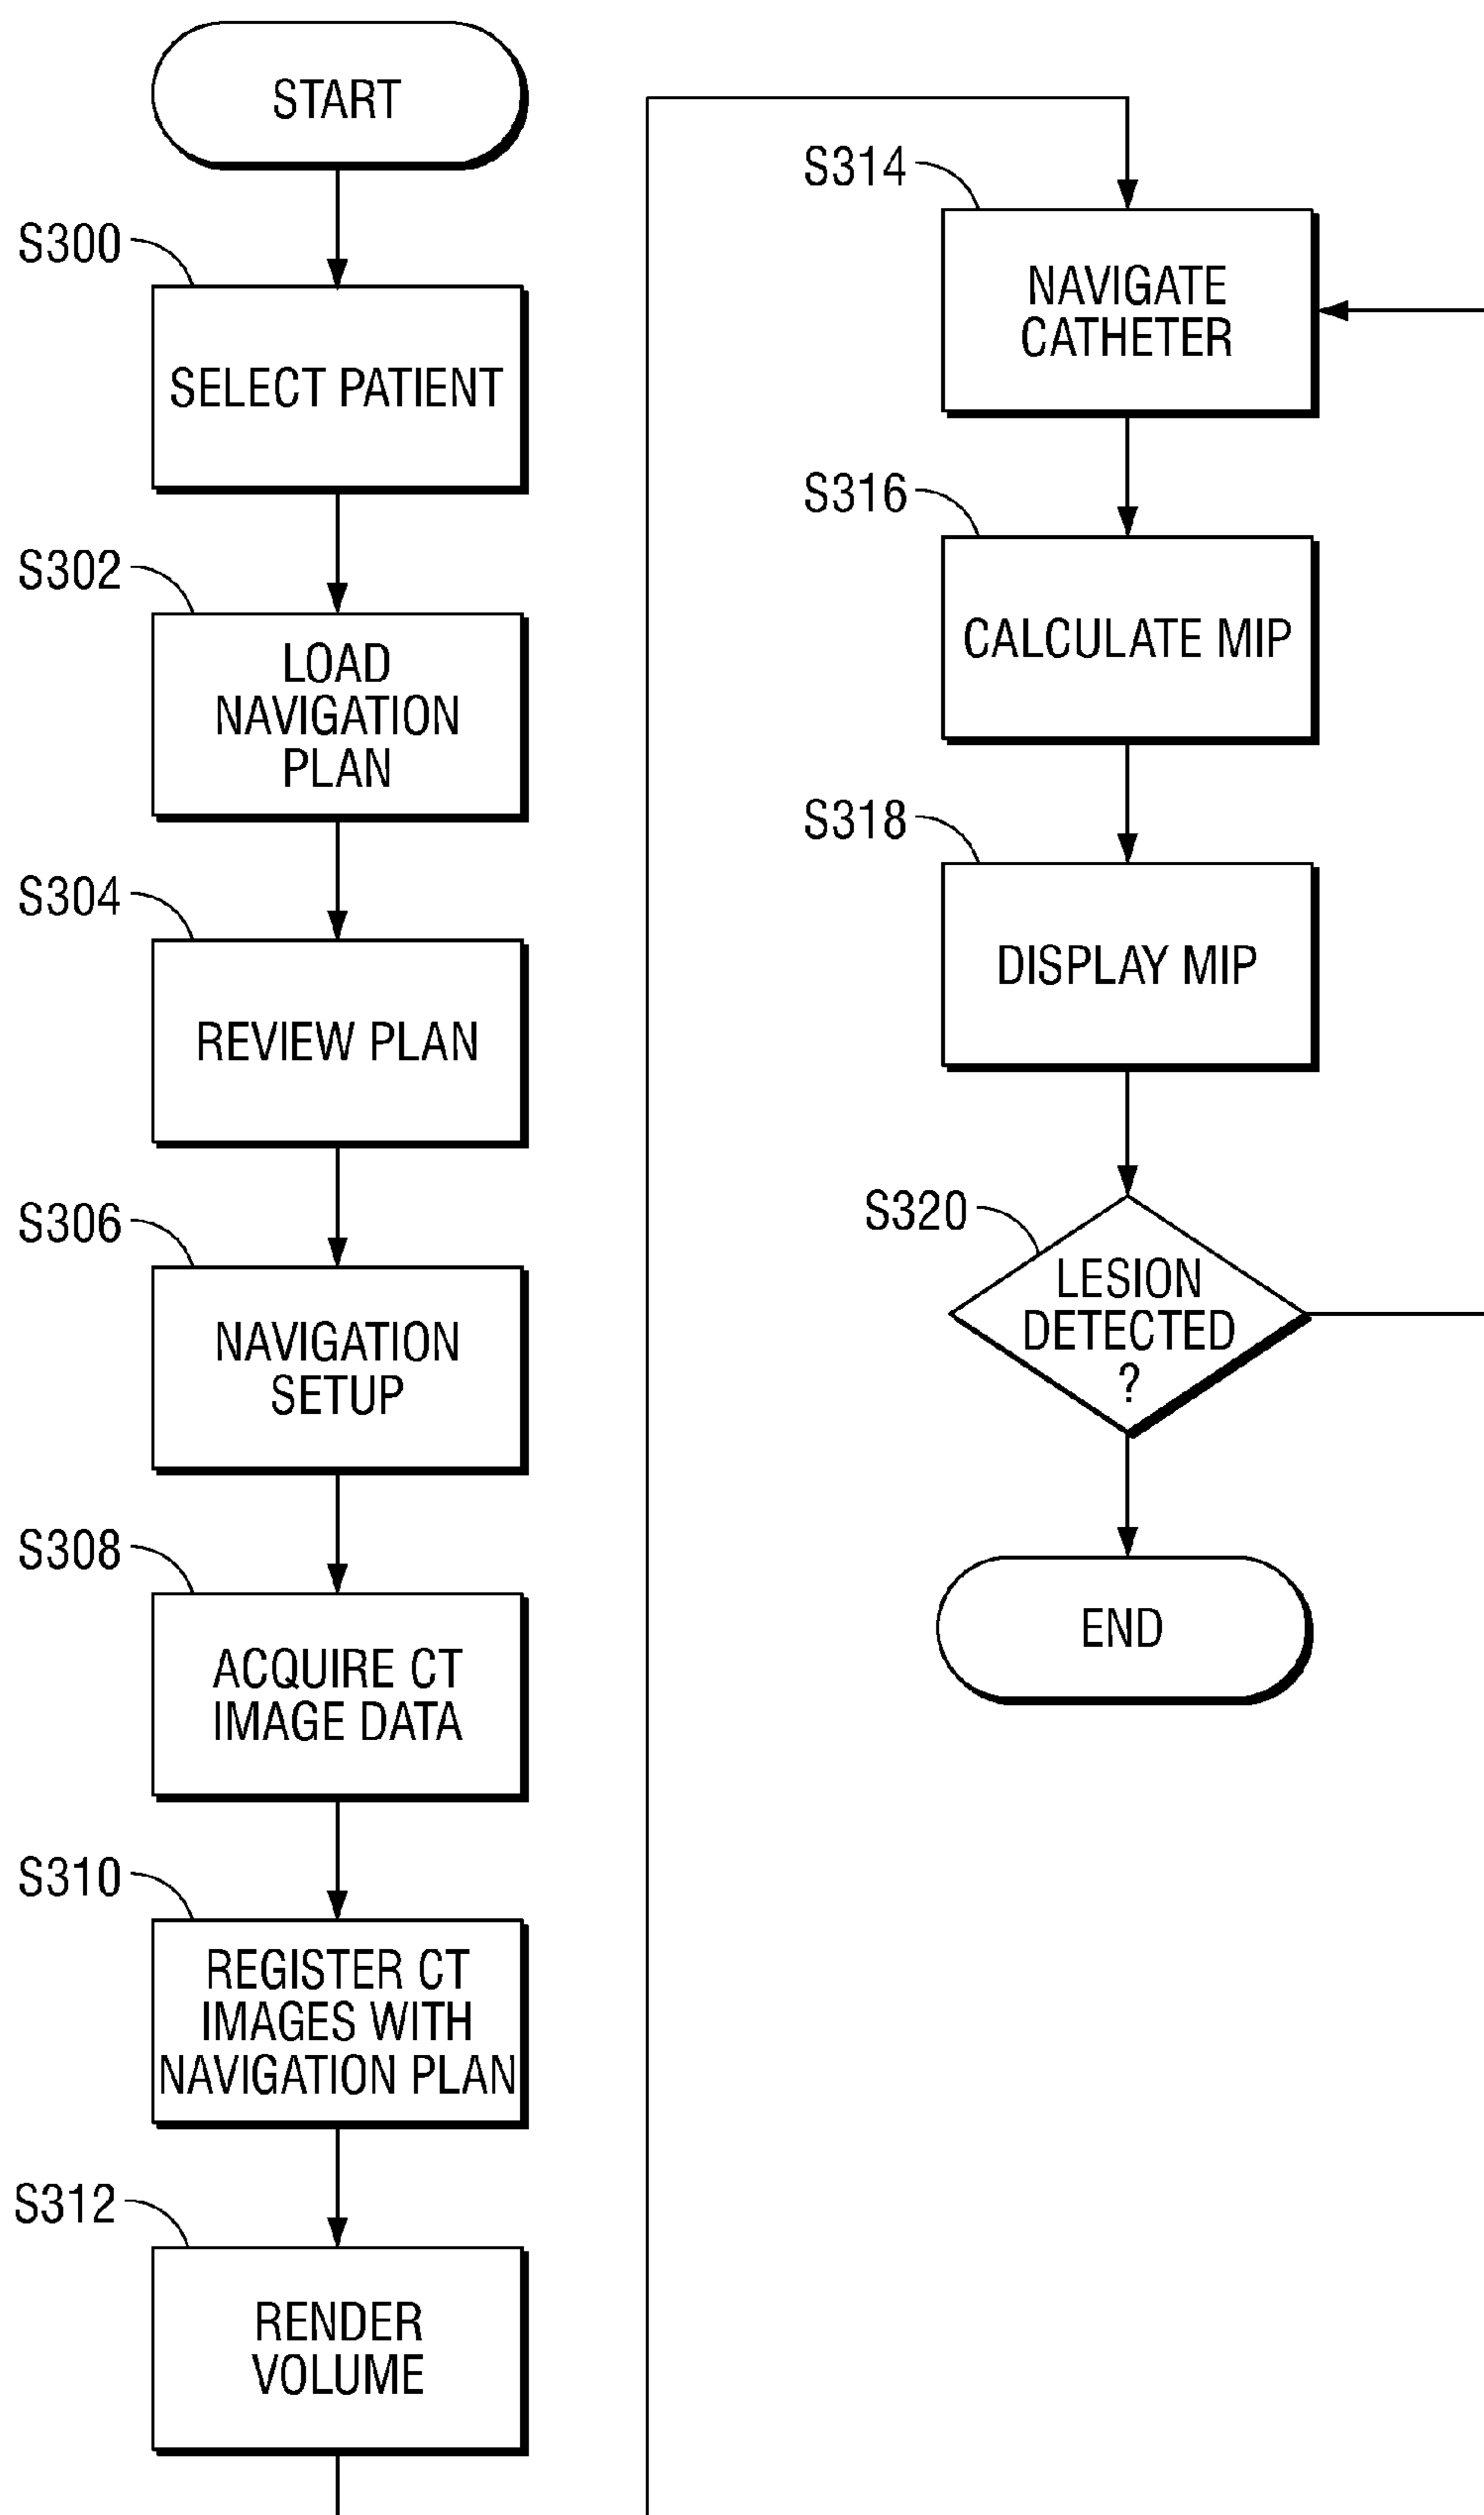 START
S300
SELECT PATIENT
S302
LOAD
NAVIGATION
PLAN
S304
REVIEW PLAN
S306
NAVIGATION
SETUP
S308
ACQUIRE CT
IMAGE DATA
S310
REGISTER CT
IMAGES WITH
NAVIGATION PLAN
S312
RENDER
VOLUME
S314
NAVIGATE
CATHETER
S316
CALCULATE MIP
S318
DISPLAY MIP
S320
LESION
DETECTED
?
END